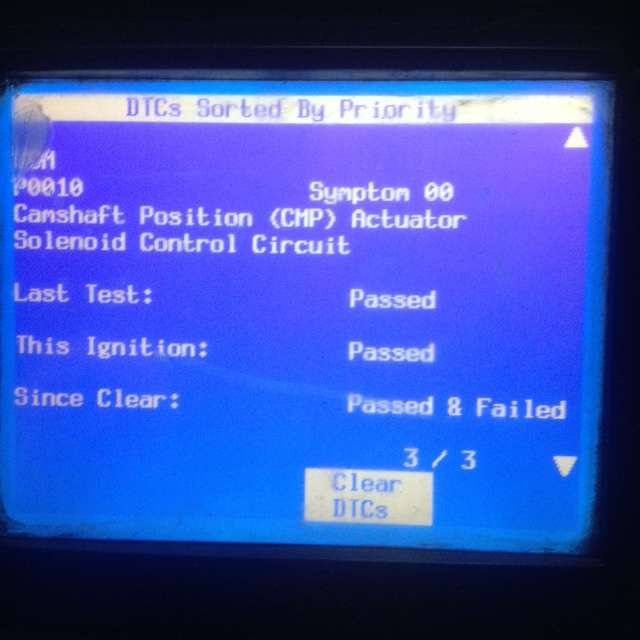 DTCs Sorted By Priority
P0010 Symptom 00
Camshaft Position (CMP) Actuator
Solenoid Control Circuit
Last Test: Passed
This Ignition: Passed
Since Clear: Passed & Failed
3 / 3
Clear
DTCs